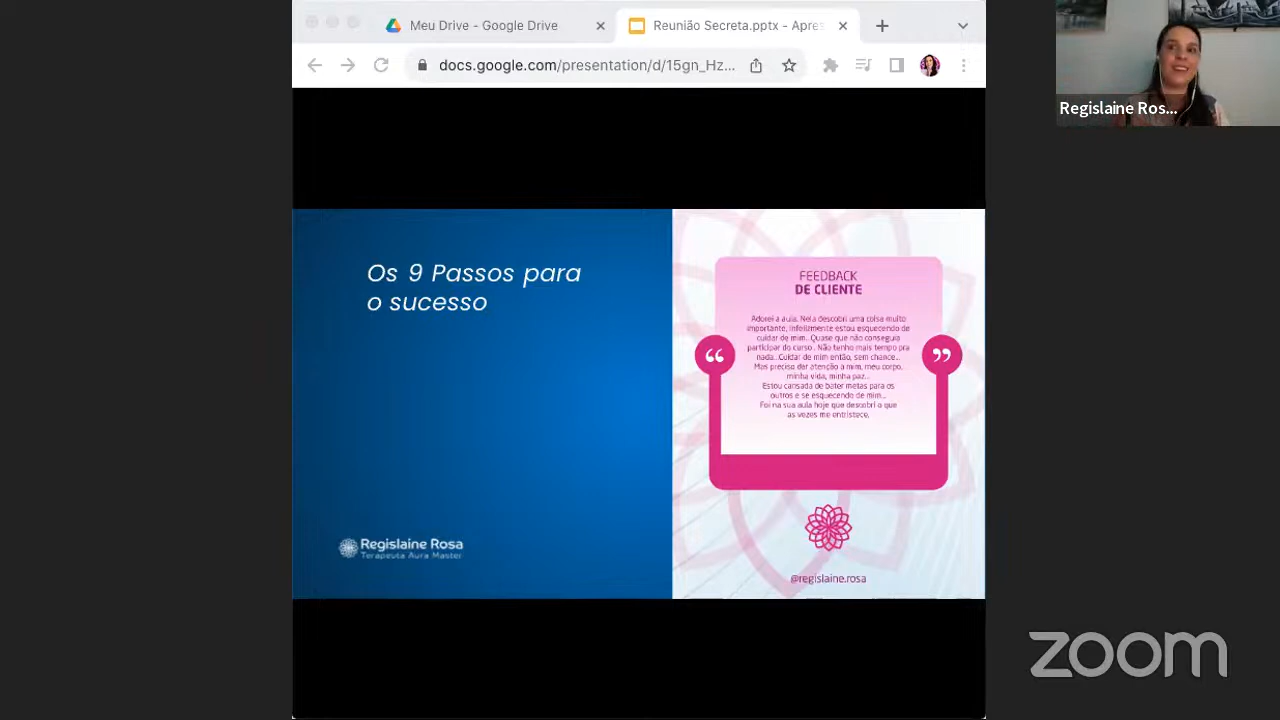 Meu Drive - Google Drive
Reunião Secreta.pptx - Apres
docs.google.com/presentation/d/15gn_Hz...
Regislaine Ros...
Os 9 Passos para
o sucesso
FEEDBACK
DE CLIENTE
Adorei a aula. Nela descobri uma coisa muito
importante, infelizmente estou esquecendo de
cuidar de mim.. Quase que não conseguia
participar do curso.. Não tenho mais tempo pra
nada..Cuidar de mim então, sem chance...
Mas preciso dar atenção a mim, meu corpo,
minha vida, minha paz...
Estou cansada de bater metas para os
outros e se esquecendo de mim...
Foi na sua aula hoje que descobri o que
as vezes me entristece.
Regislaine Rosa
Terapeuta Aura Master
@regislaine.rosa
zoom